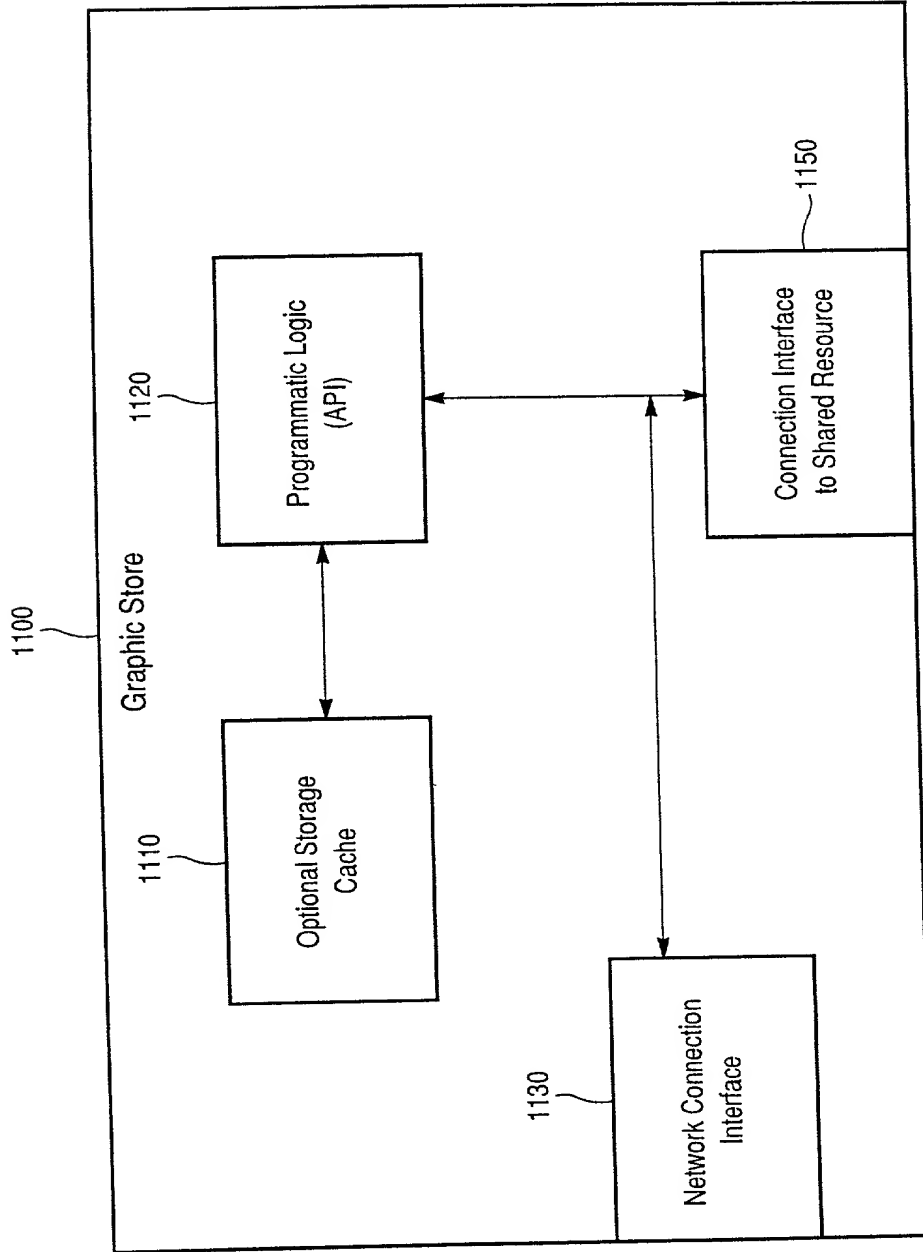 1100
Graphic Store
1110
Optional Storage
Cache
1120
Programmatic Logic
(API)
1130
Network Connection
Interface
1150
Connection Interface
to Shared Resource